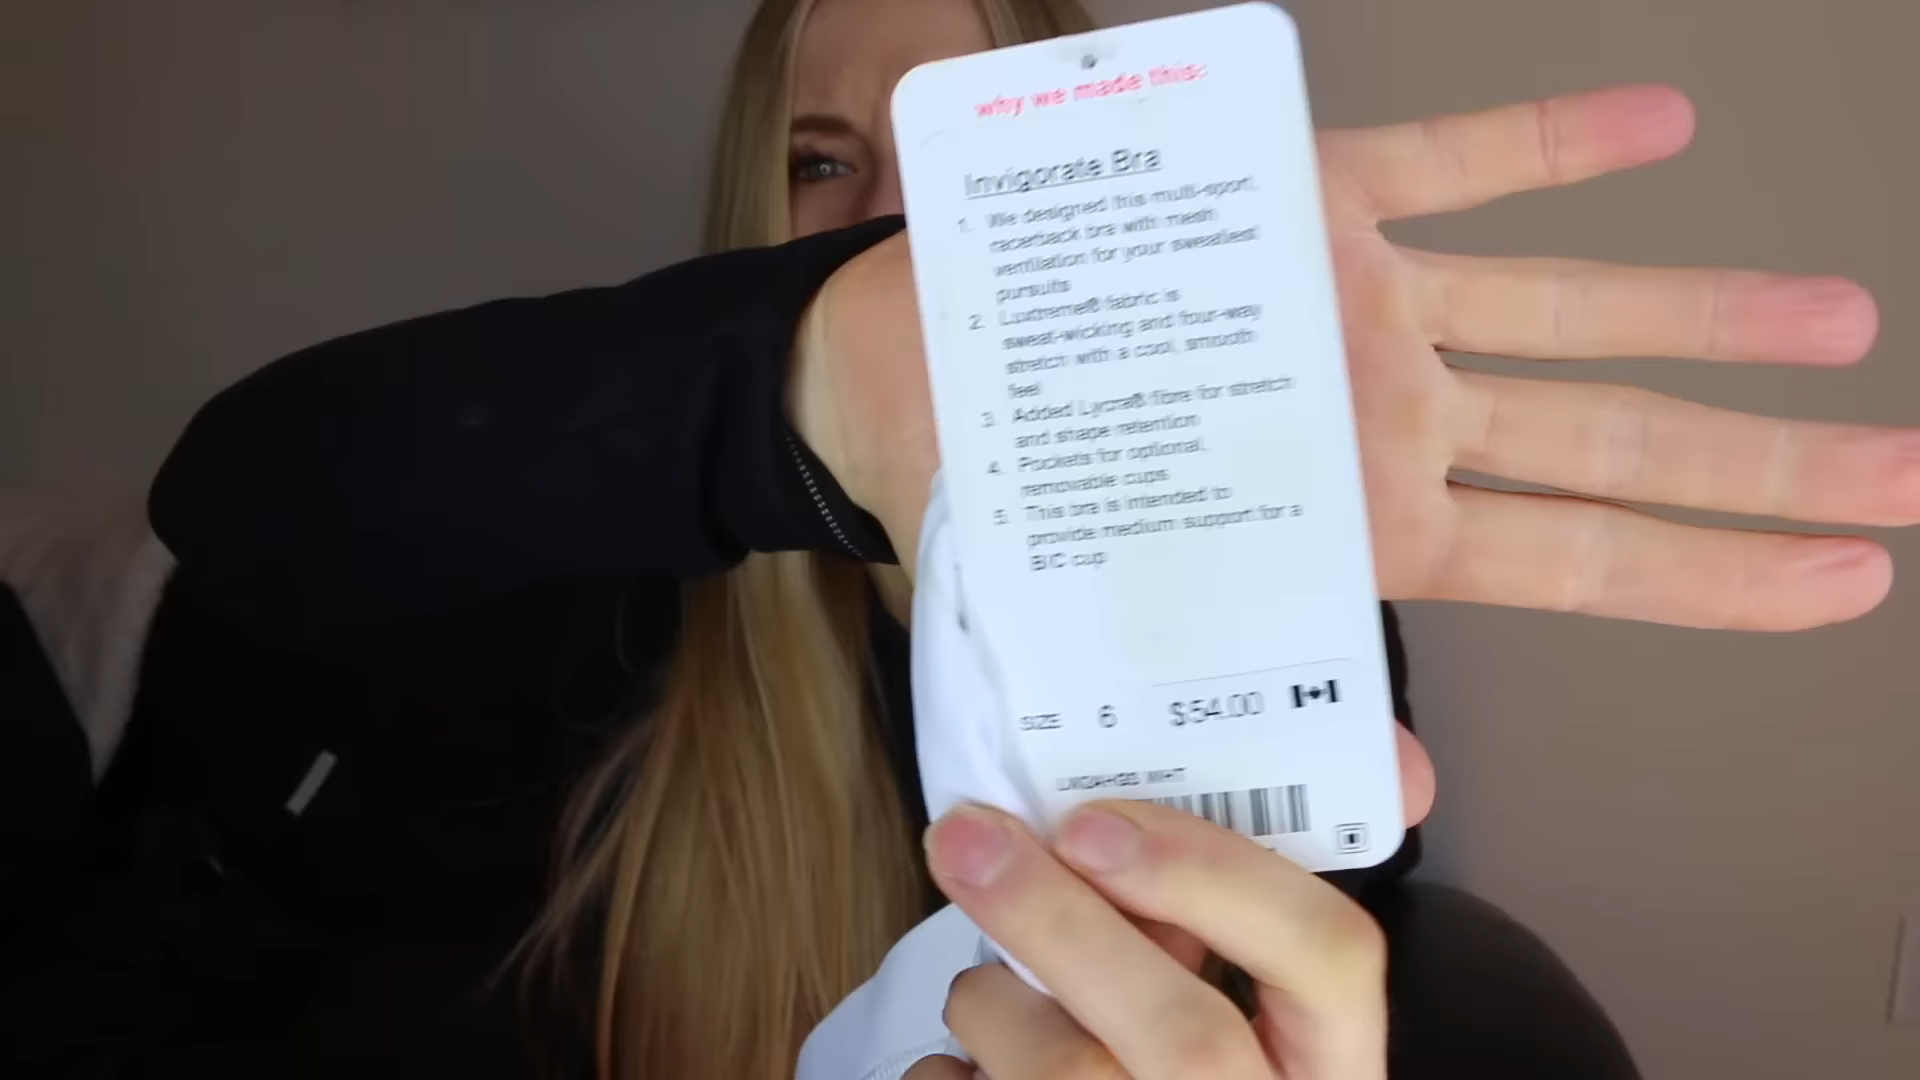 why we made this:
Invigorate Bra
1. We designed this multi-sport,
racerback bra with mesh
ventilation for your sweatiest
pursuits
2. Luxtreme® fabric is
sweat-wicking and four-way
stretch with a cool, smooth
feel
3. Added Lycra® fibre for stretch
and shape retention
4. Pockets for optional,
removable cups
5. This bra is intended to
provide medium support for a
B/C cup
SIZE 6 $54.00
WHT